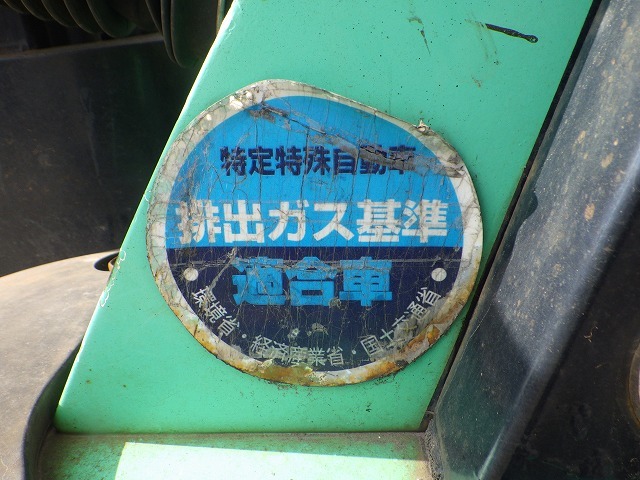 特定特殊自動車
排出ガス基準
適合車
環境省・経済産業省・国土交通省